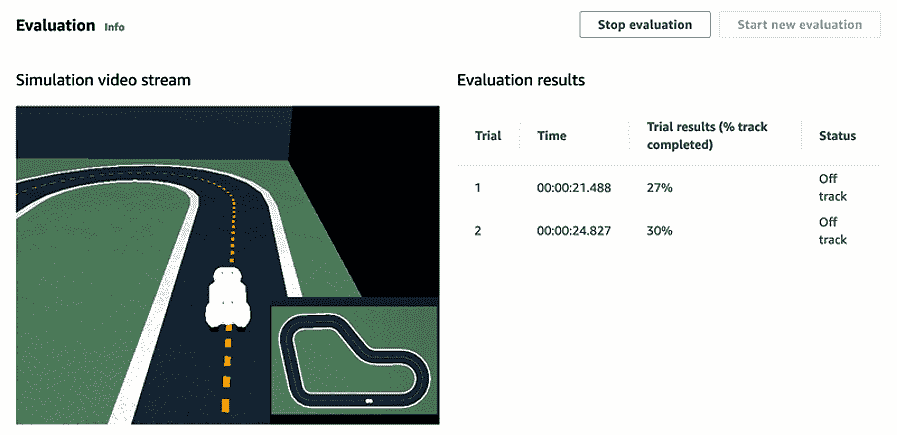 Evaluation Info
Stop evaluation
Start new evaluation
Simulation video stream
Evaluation results
Trial Time Trial results (% track completed) Status
1 00:00:21.488 27% Off track
2 00:00:24.827 30% Off track